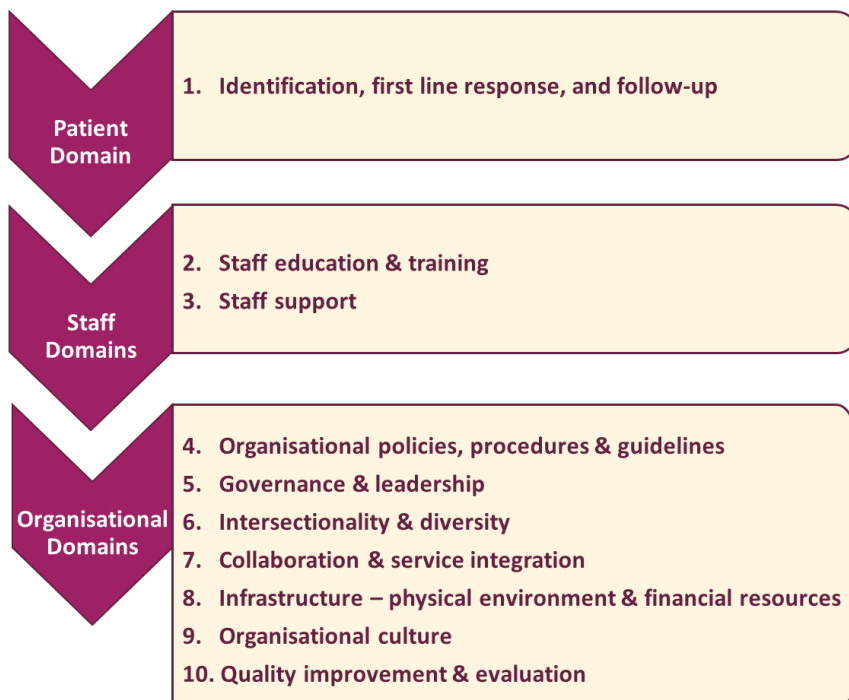 Patient
Domain
1. Identification, first line response, and follow-up
Staff
Domains
2. Staff education & training
3. Staff support
Organisational
Domains
4. Organisational policies, procedures & guidelines
5. Governance & leadership
6. Intersectionality & diversity
7. Collaboration & service integration
8. Infrastructure – physical environment & financial resources
9. Organisational culture
10. Quality improvement & evaluation